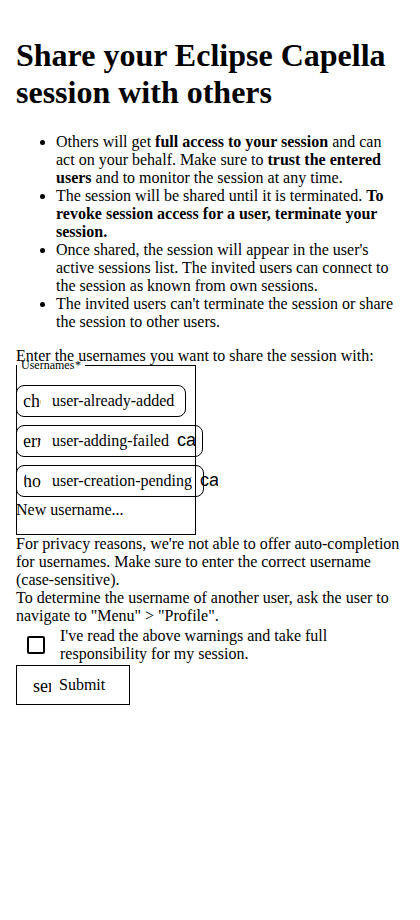 Share your Eclipse Capella
session with others
Others will get full access to your session and can
act on your behalf. Make sure to trust the entered
users and to monitor the session at any time.
The session will be shared until it is terminated. To
revoke session access for a user, terminate your
session.
Once shared, the session will appear in the user's
active sessions list. The invited users can connect to
the session as known from own sessions.
The invited users can't terminate the session or share
the session to other users.
Enter the usernames you want to share the session with:
Usernames*
ch user-already-added
err user-adding-failed ca
ho user-creation-pending ca
New username...
For privacy reasons, we're not able to offer auto-completion
for usernames. Make sure to enter the correct username
(case-sensitive).
To determine the username of another user, ask the user to
navigate to "Menu" > "Profile".
I've read the above warnings and take full
responsibility for my session.
ser Submit